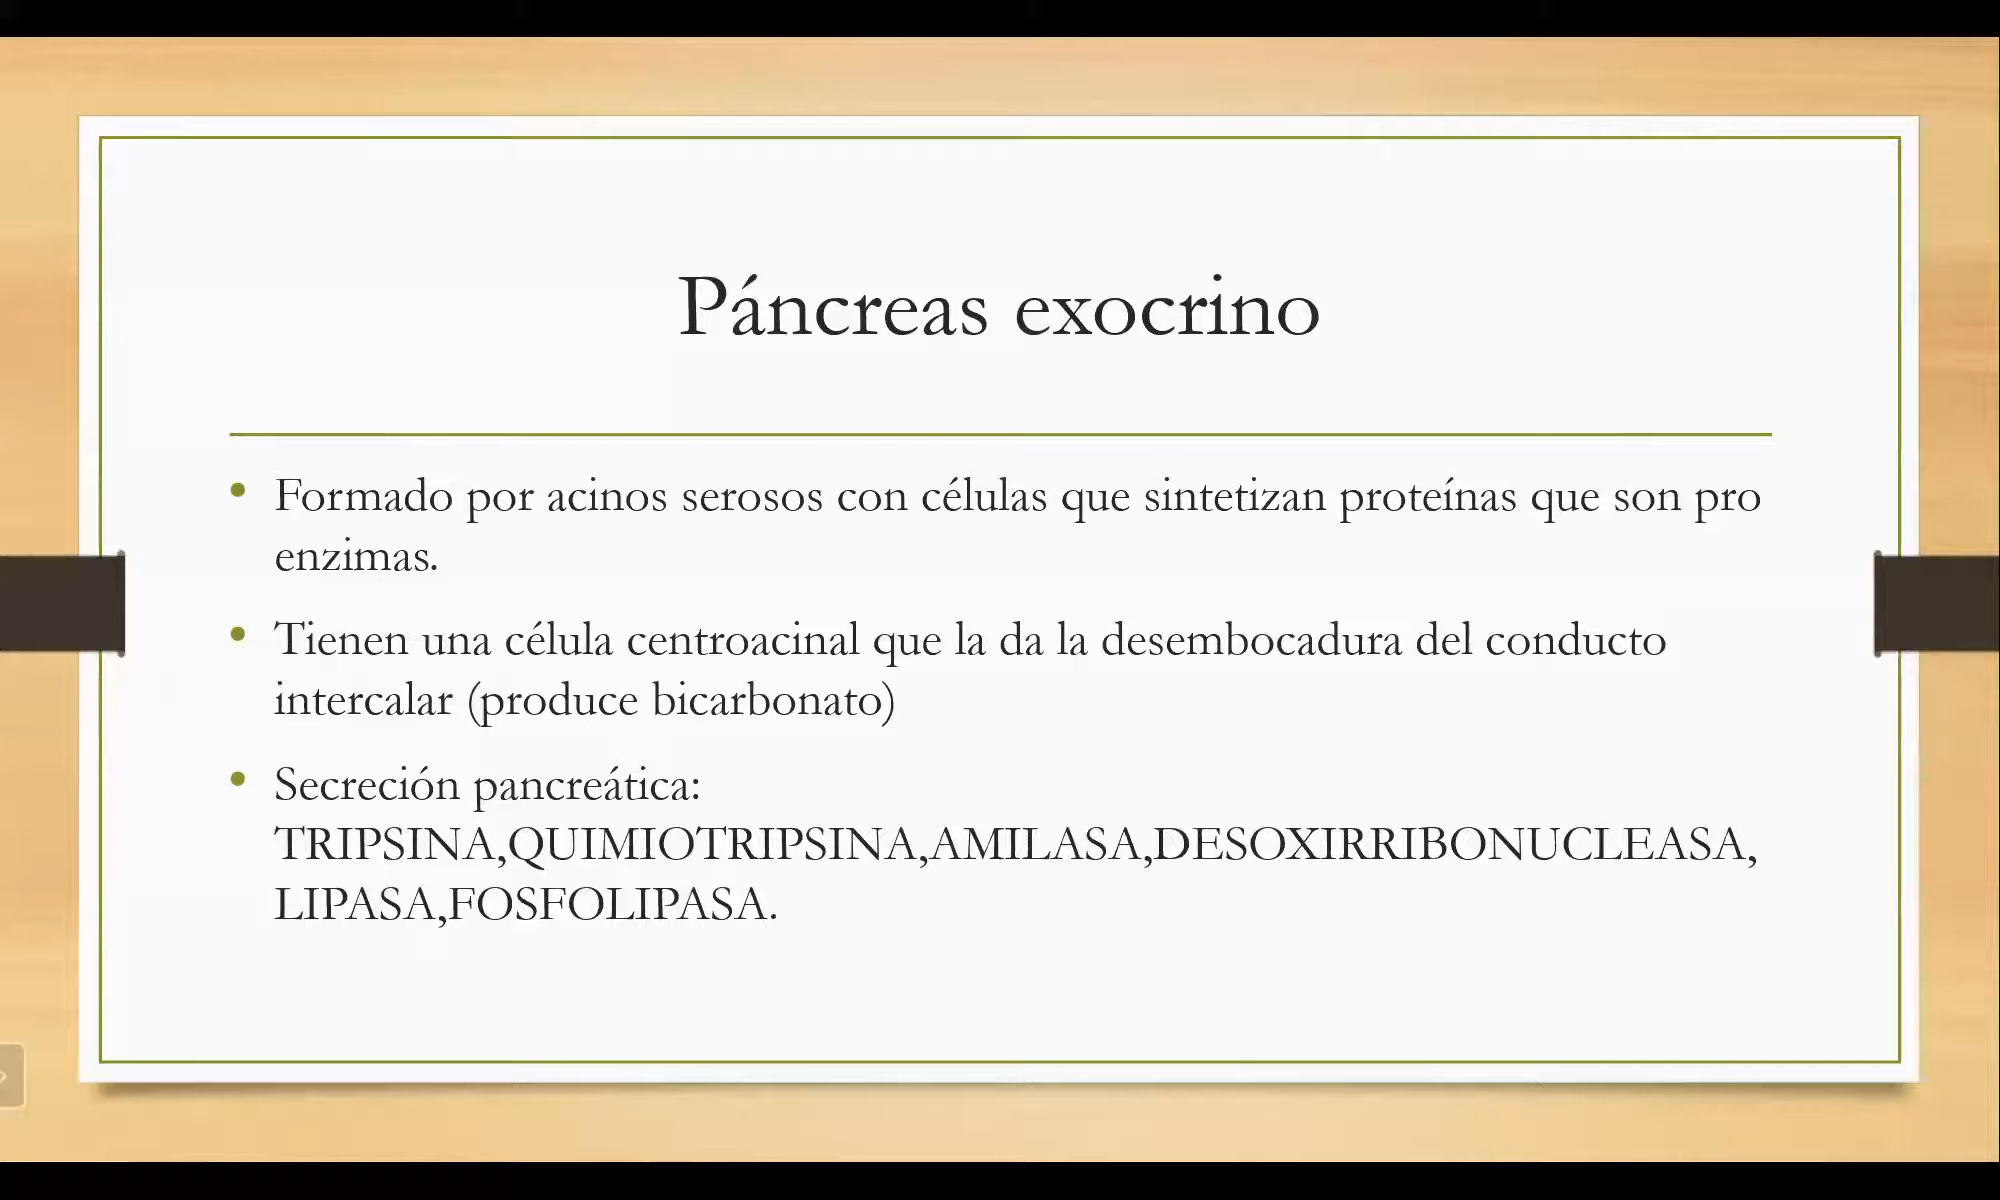 Páncreas exocrino
• Formado por acinos serosos con células que sintetizan proteínas que son pro
enzimas.
• Tienen una célula centroacinal que la da la desembocadura del conducto
intercalar (produce bicarbonato)
• Secreción pancreática:
TRIPSINA,QUIMIOTRIPSINA,AMILASA,DESOXIRRIBONUCLEASA,
LIPASA,FOSFOLIPASA.